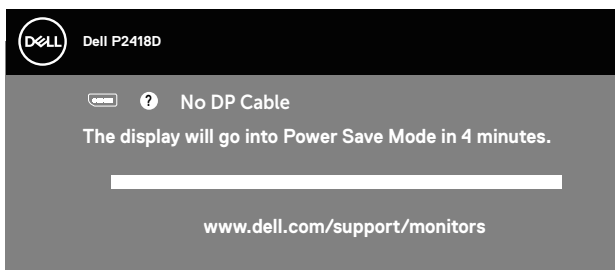 DELL
Dell P2418D
? No DP Cable
The display will go into Power Save Mode in 4 minutes.
www.dell.com/support/monitors